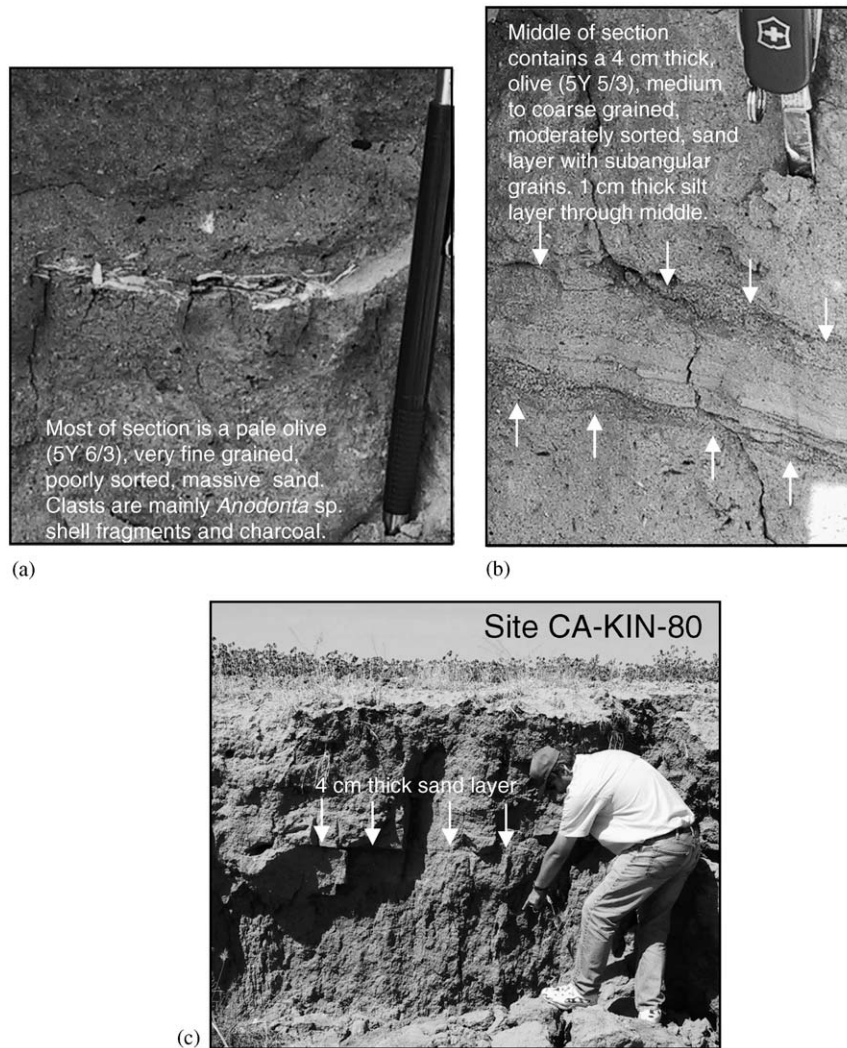 Most of section is a pale olive
(5Y 6/3), very fine grained,
poorly sorted, massive sand.
Clasts are mainly Anodonta sp.
shell fragments and charcoal.
(a)
Middle of section
contains a 4 cm thick,
olive (5Y 5/3), medium
to coarse grained,
moderately sorted, sand
layer with subangular
grains. 1 cm thick silt
layer through middle.
(b)
Site CA-KIN-80
4 cm thick sand layer
(c)